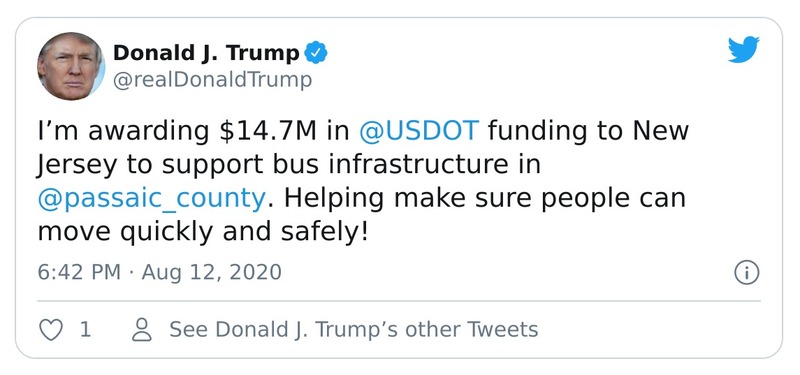 Donald J. Trump
@realDonaldTrump
I’m awarding $14.7M in @USDOT funding to New
Jersey to support bus infrastructure in
@passaic_county. Helping make sure people can
move quickly and safely!
6:42 PM · Aug 12, 2020
1 See Donald J. Trump’s other Tweets